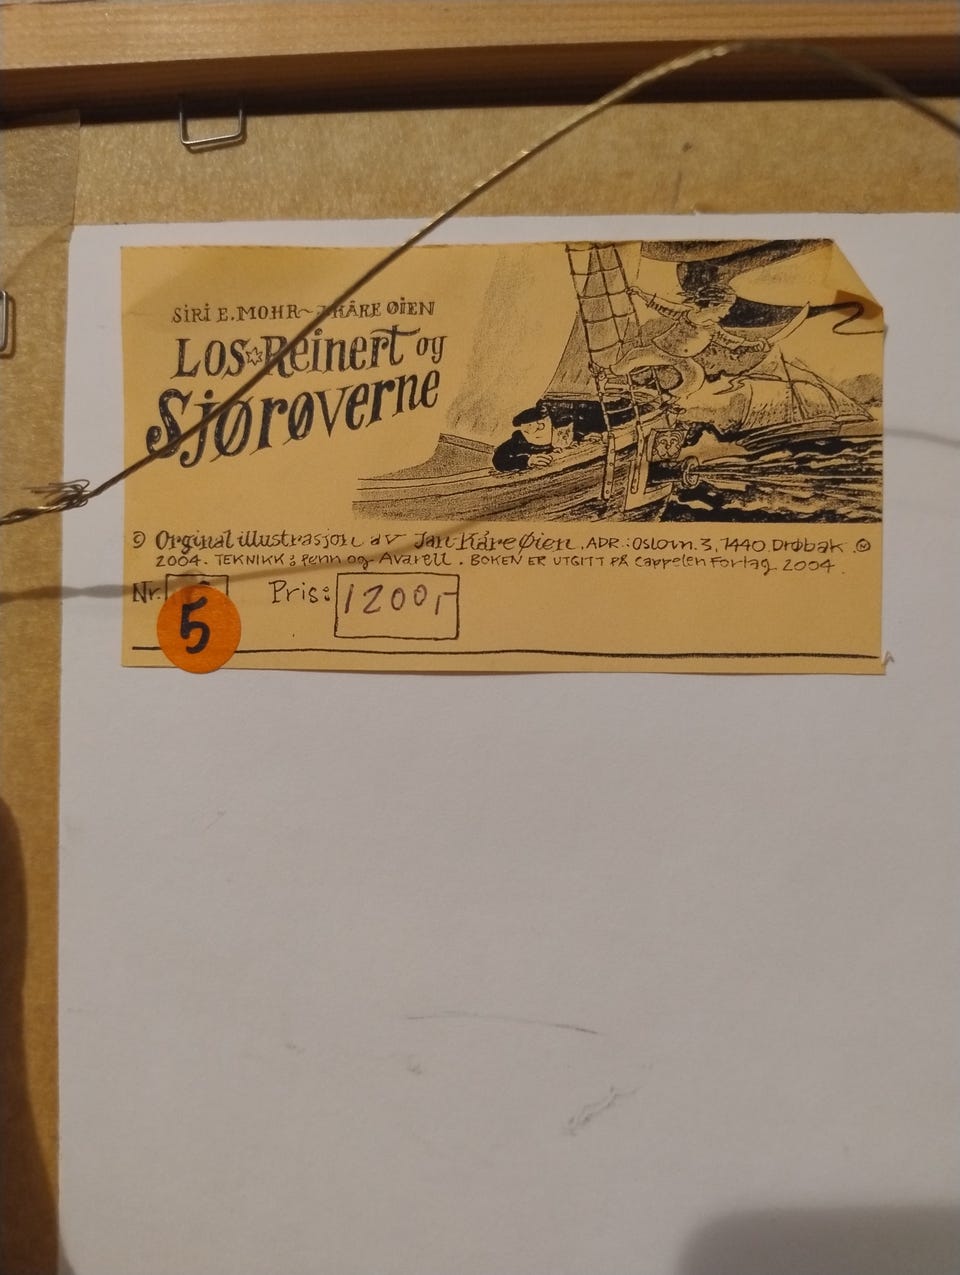 SIRI E. MOHR ~ KÅRE ØIEN
LOS REINERT og
Sjørøverne
© Orginal illustrasjon av Jan-Kåre Øien, ADR.: Oslovn. 3, 1440 Drøbak. ©
2004. TEKNIKK: Penn og Avarell. BOKEN ER UTGITT PÅ Cappelen Forlag 2004.
Nr. Pris: 1200,-
5